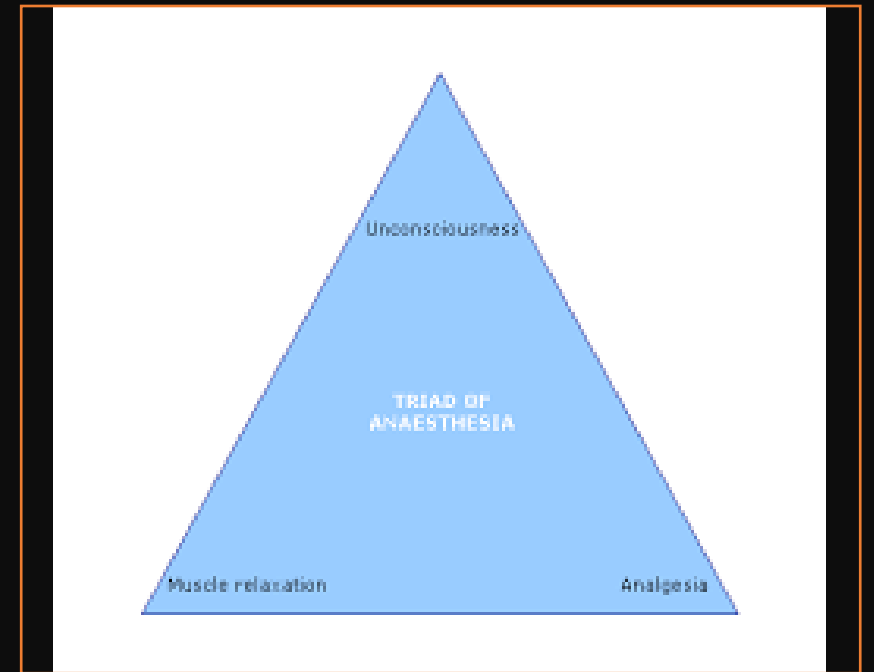 Unconsciousness
TRIAD OF
ANAESTHESIA
Muscle relaxation
Analgesia